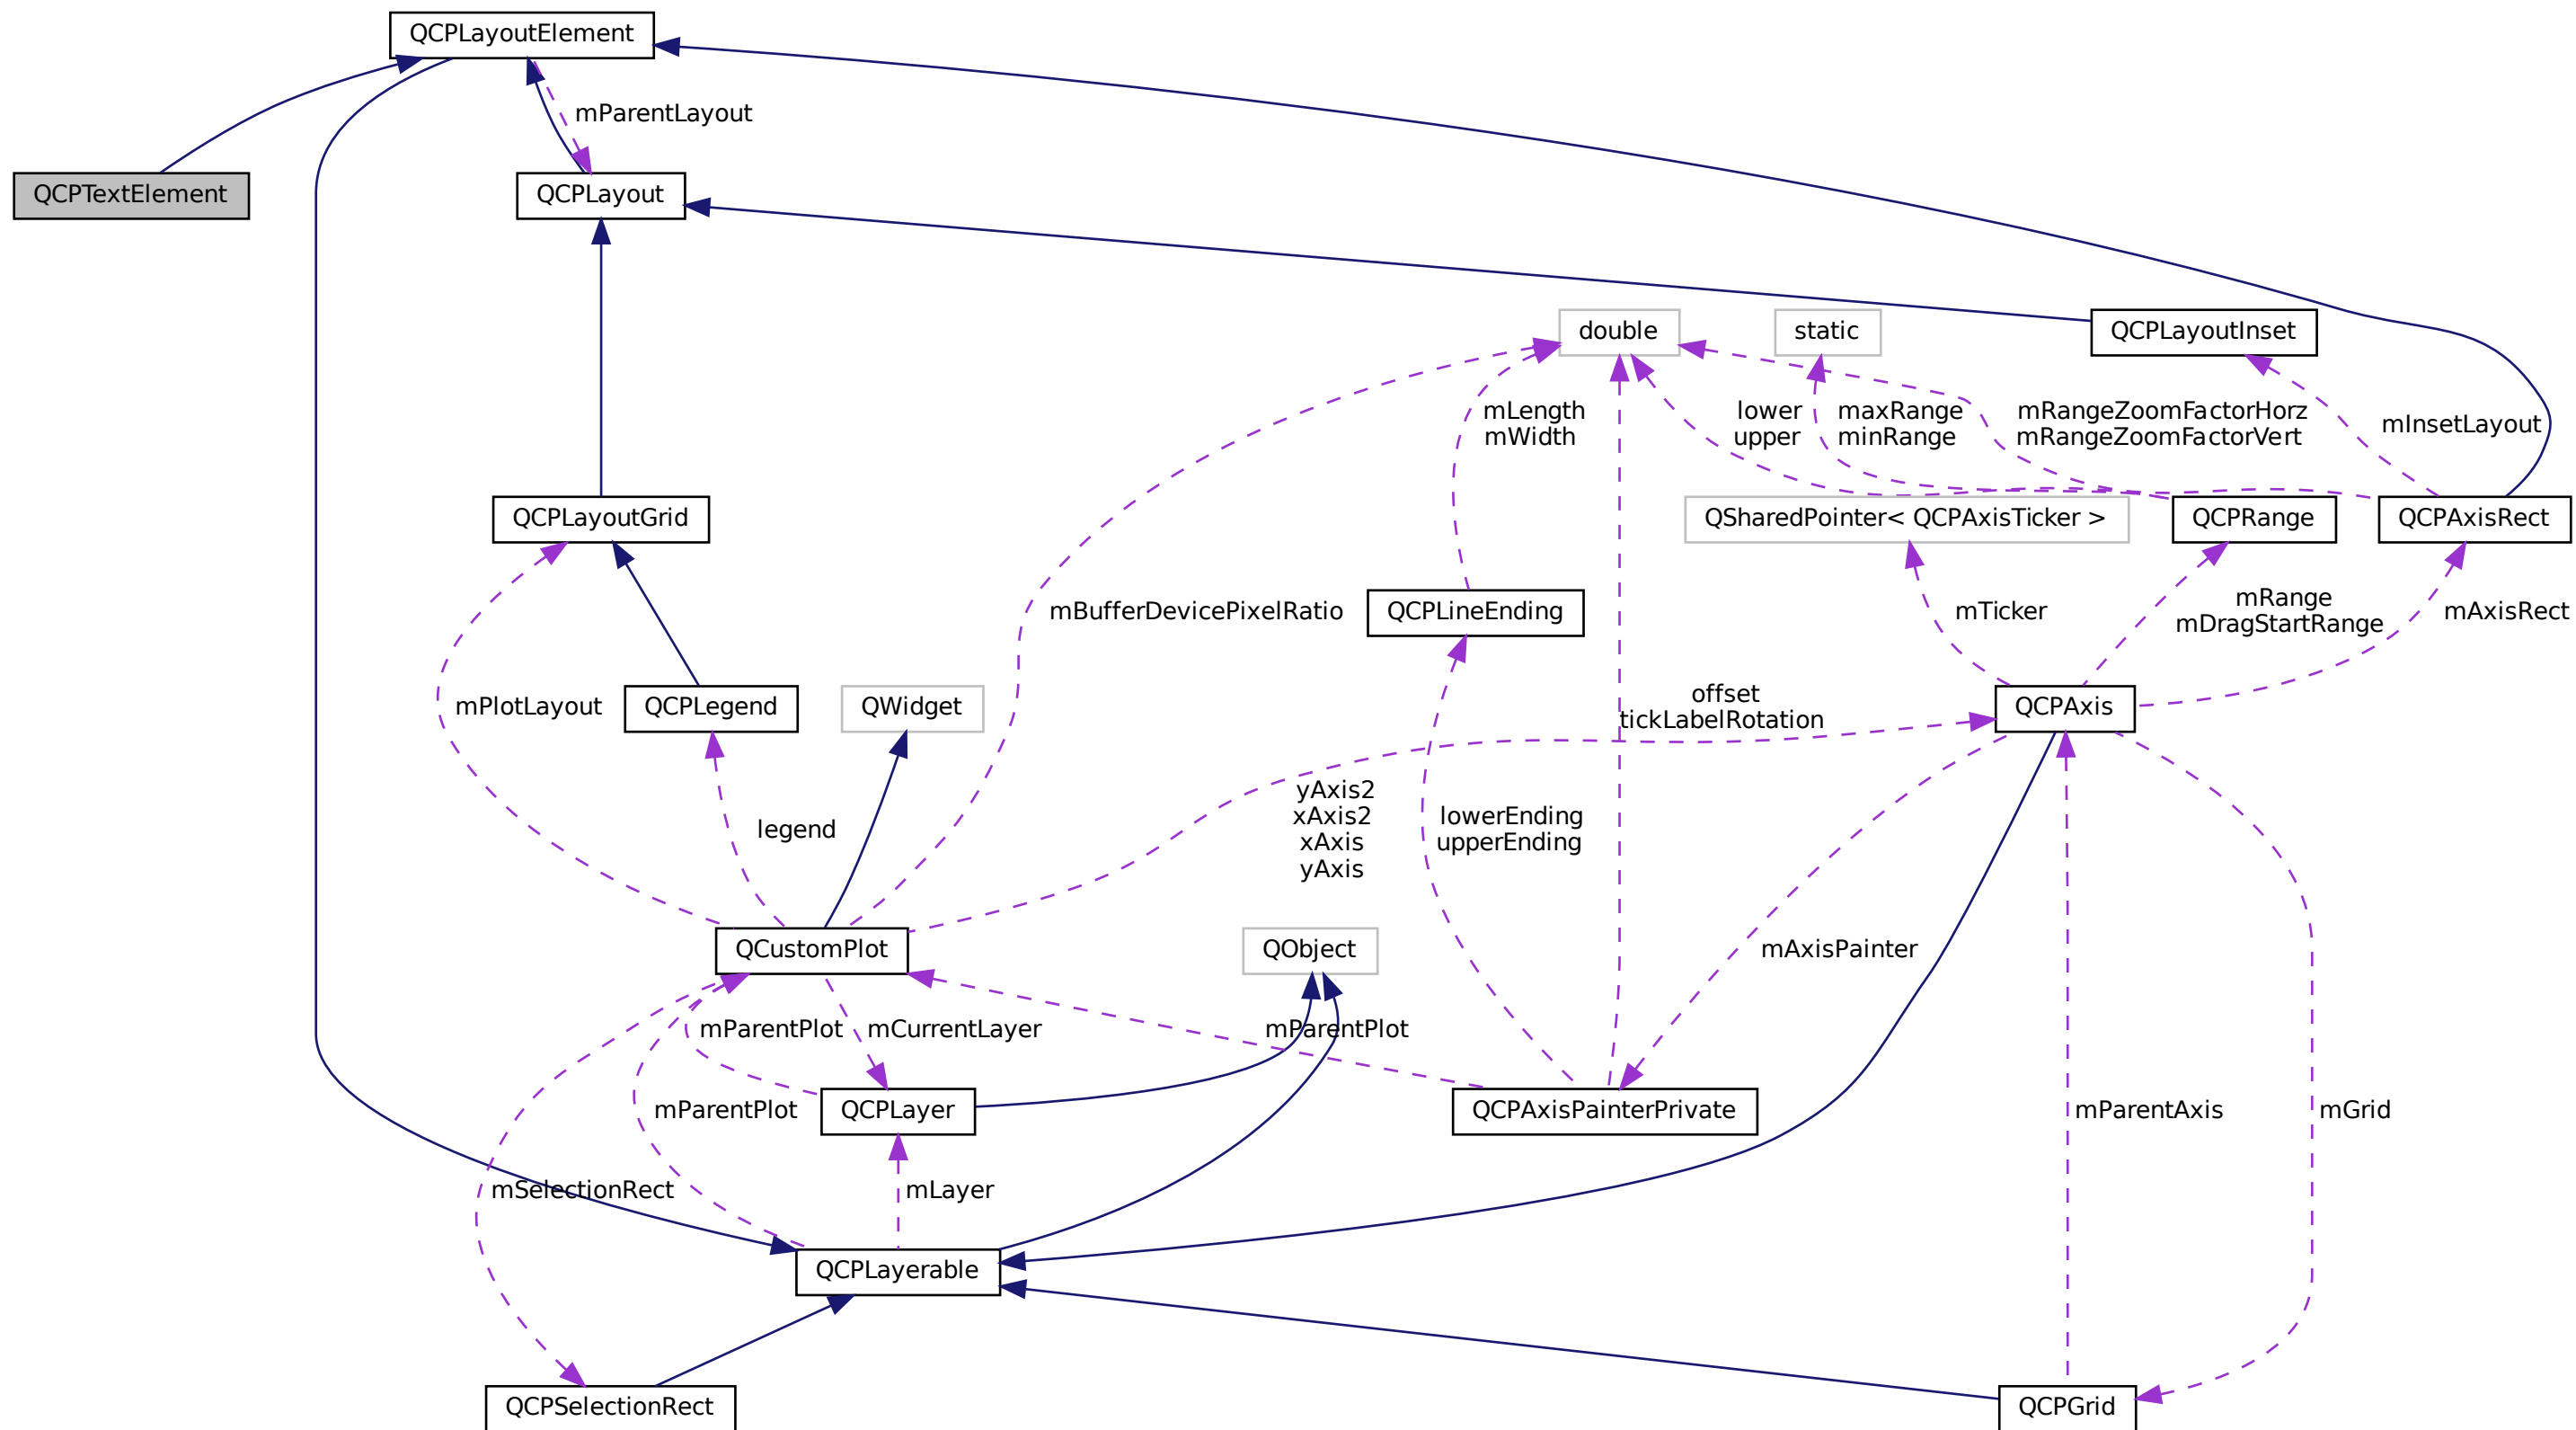 QCPLayoutElement
mParentLayout
QCPTextElement
QCPLayout
double
static
QCPLayoutInset
mLength
mWidth
lower
upper
maxRange
minRange
mRangeZoomFactorHorz
mRangeZoomFactorVert
mInsetLayout
QCPLayoutGrid
QSharedPointer< QCPAxisTicker >
QCPRange
QCPAxisRect
mBufferDevicePixelRatio
QCPLineEnding
mTicker
mRange
mDragStartRange
mAxisRect
mPlotLayout
QCPLegend
QWidget
offset
tickLabelRotation
QCPAxis
legend
yAxis2
xAxis2
xAxis
yAxis
lowerEnding
upperEnding
QCustomPlot
QObject
mAxisPainter
mParentPlot
mCurrentLayer
mParentPlot
mParentPlot
QCPLayer
QCPAxisPainterPrivate
mParentAxis
mGrid
mSelectionRect
mLayer
QCPLayerable
QCPSelectionRect
QCPGrid